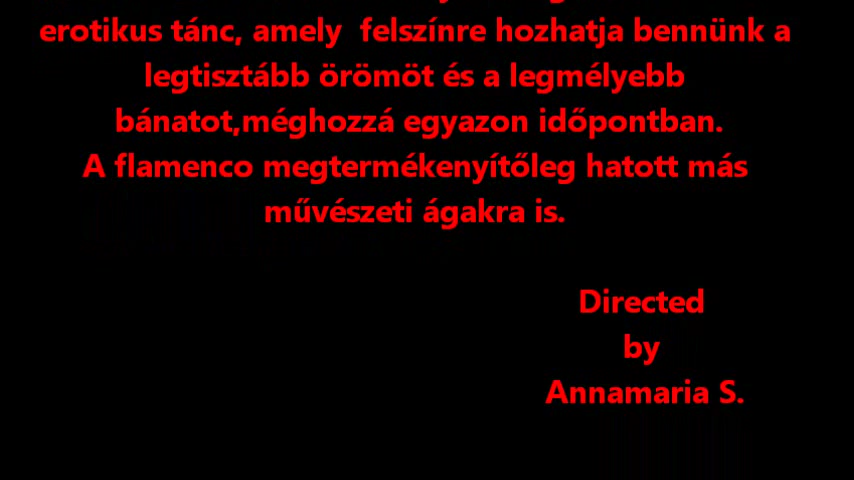 erotikus tánc, amely  felszínre hozhatja bennünk a
legtisztább örömöt és a legmélyebb
bánatot,méghozzá egyazon időpontban.
A flamenco megtermékenyítőleg hatott más
művészeti ágakra is.
Directed
by
Annamaria S.